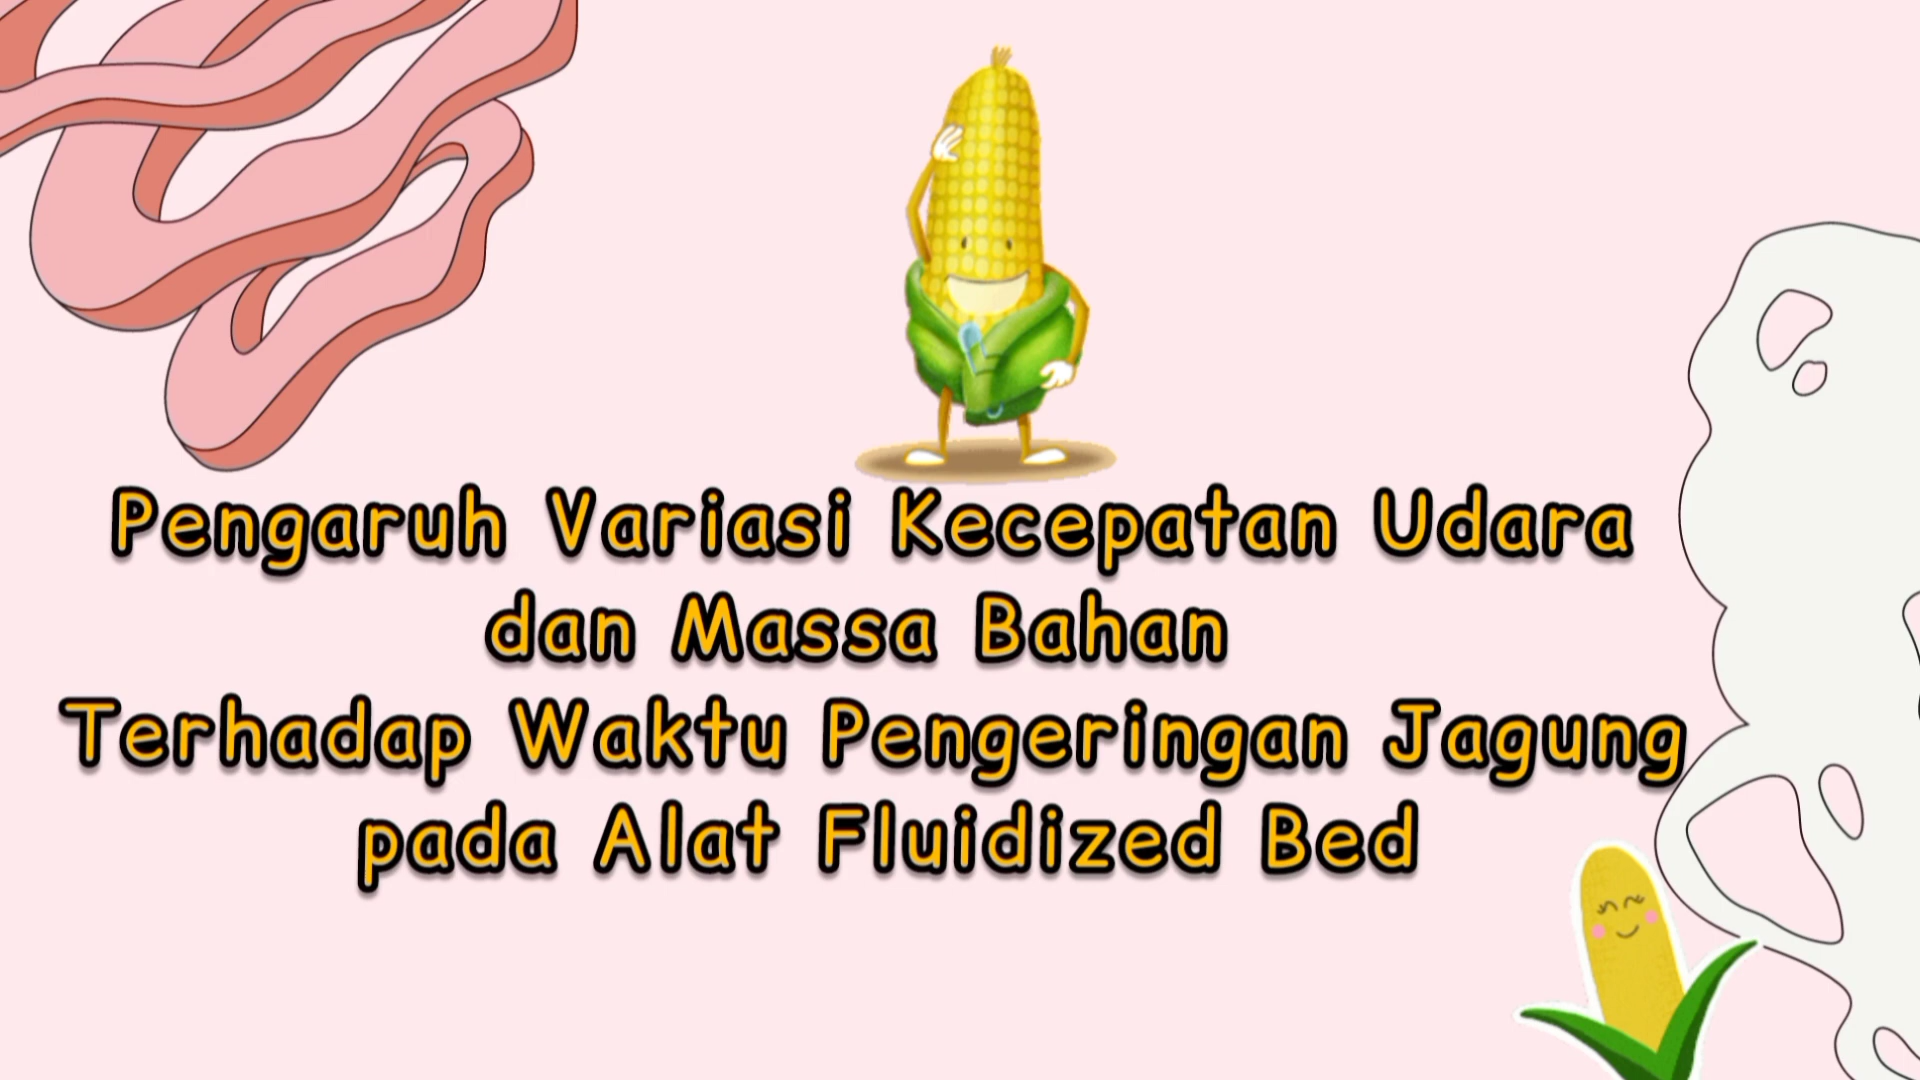 Pengaruh Variasi Kecepatan Udara
dan Massa Bahan
Terhadap Waktu Pengeringan Jagung
pada Alat Fluidized Bed